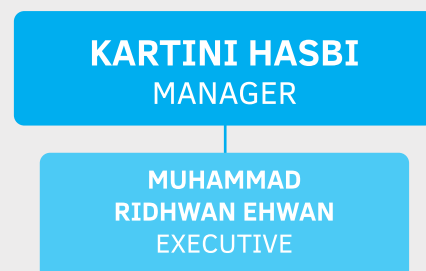 KARTINI HASBI
MANAGER
MUHAMMAD
RIDHWAN EHWAN
EXECUTIVE